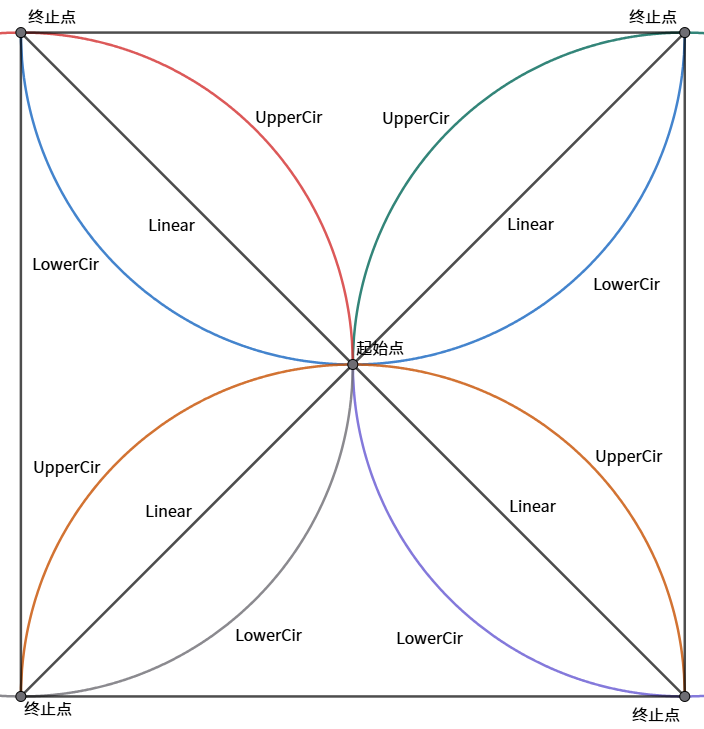 终止点
终止点
UpperCir
UpperCir
Linear
Linear
LowerCir
LowerCir
起始点
UpperCir
UpperCir
Linear
Linear
LowerCir
LowerCir
终止点
终止点